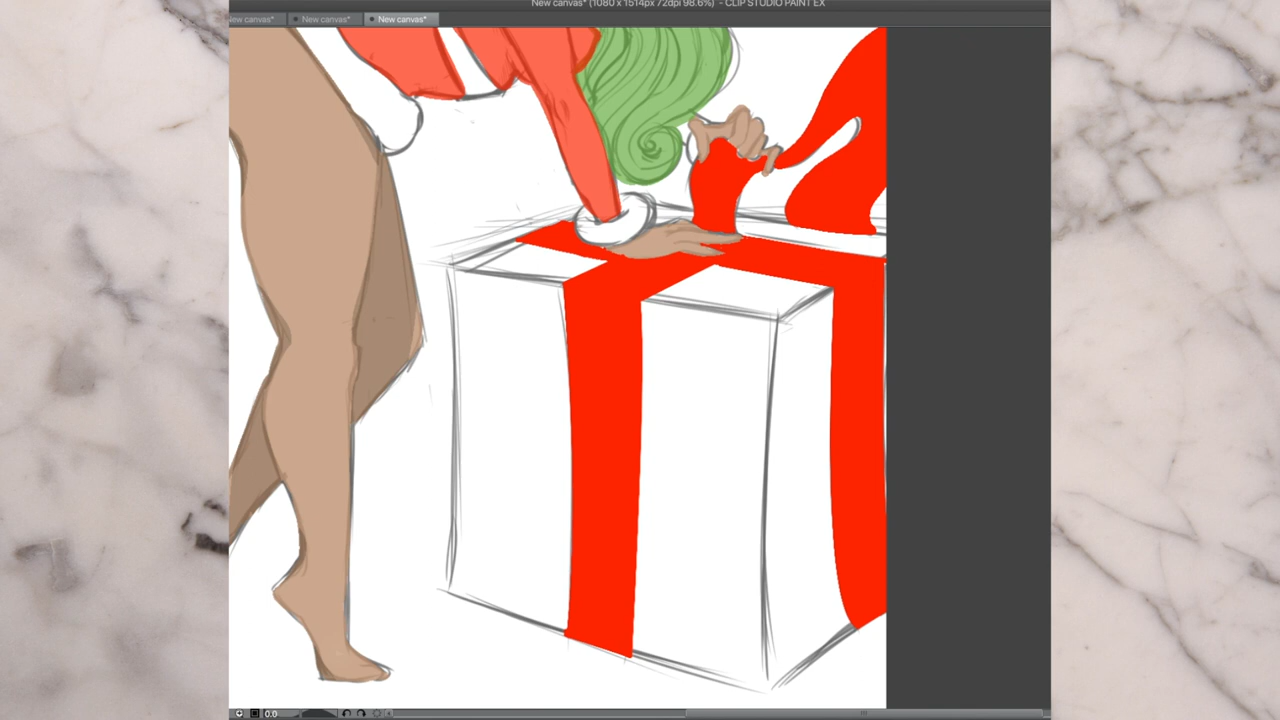 New canvas* (1080 x 1514px 72dpi 98.6%) - CLIP STUDIO PAINT EX
New canvas* New canvas* New canvas*
0.0